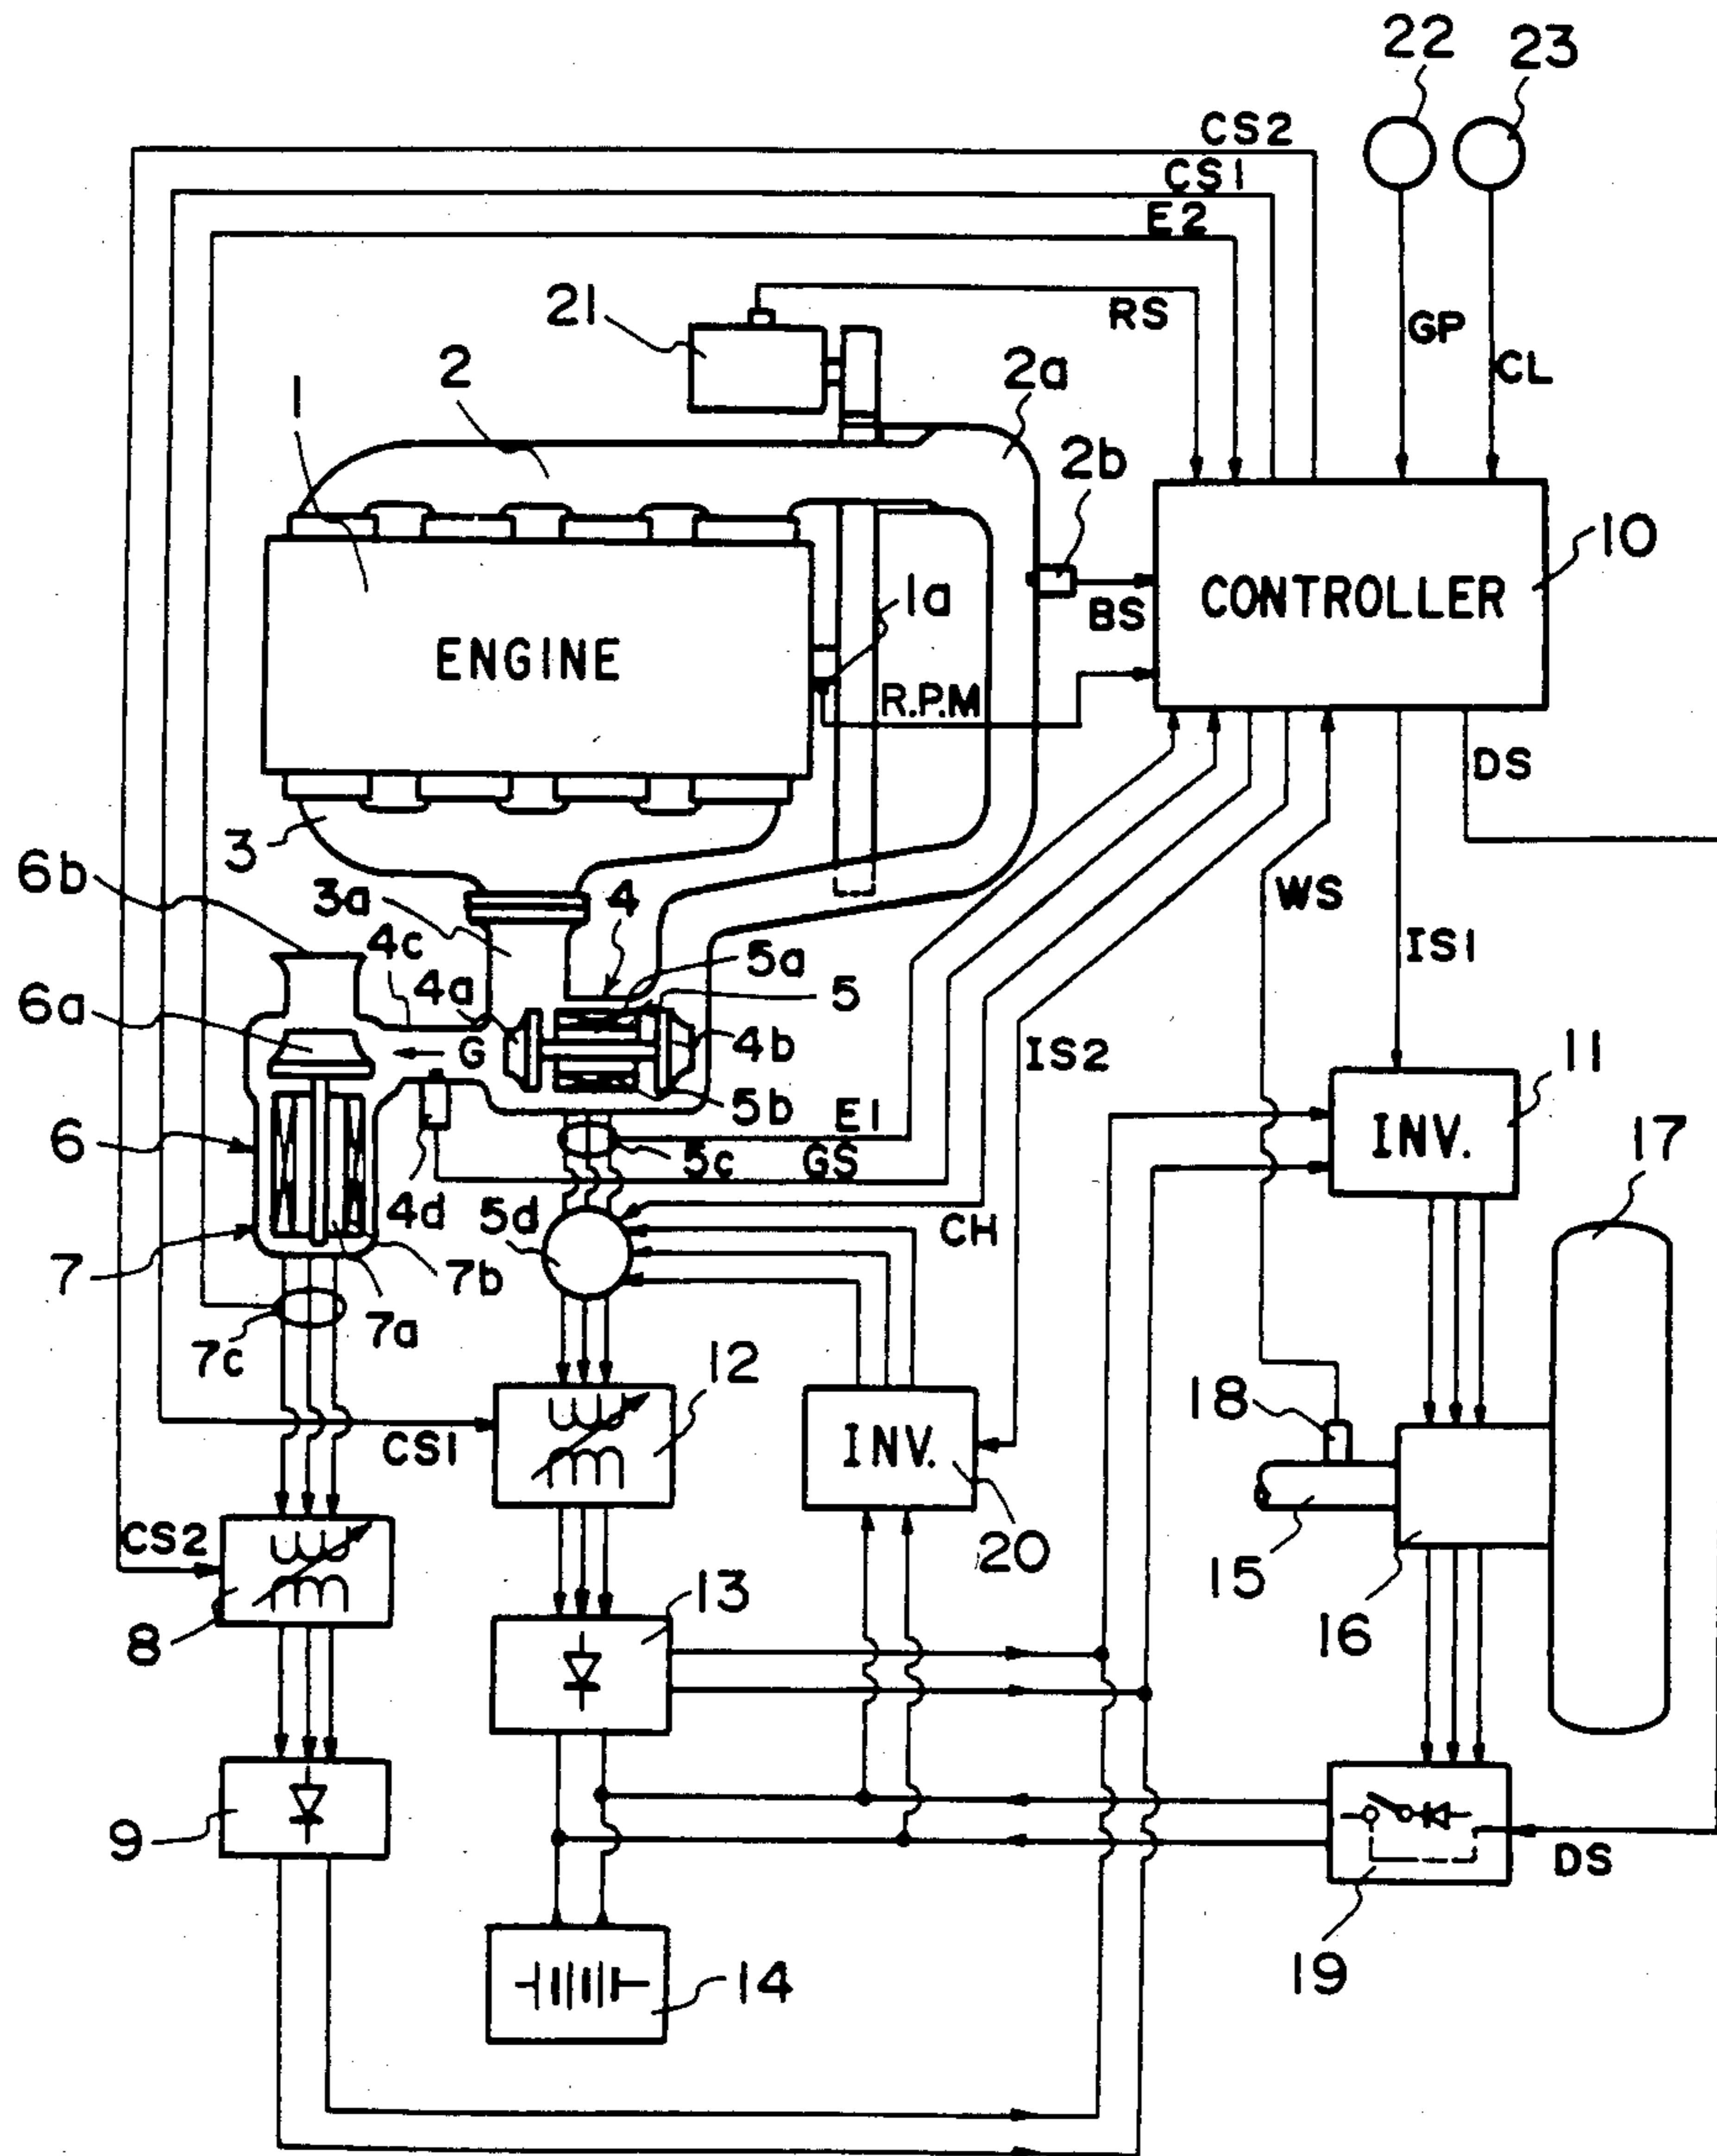 22
23
CS2
CS1
E2
21
RS
GP
CL
2
2a
1
2b
10
CONTROLLER
BS
1a
ENGINE
R.P.M
DS
3
6b
3a
4
WS
4c
5a
IS1
4a
5
6a
G
4b
IS2
11
5b
E1
INV.
17
6
5c
GS
4d
5d
CH
7
7b
7a
7c
12
18
CS1
INV.
CS2
20
15
13
16
8
9
DS
19
14